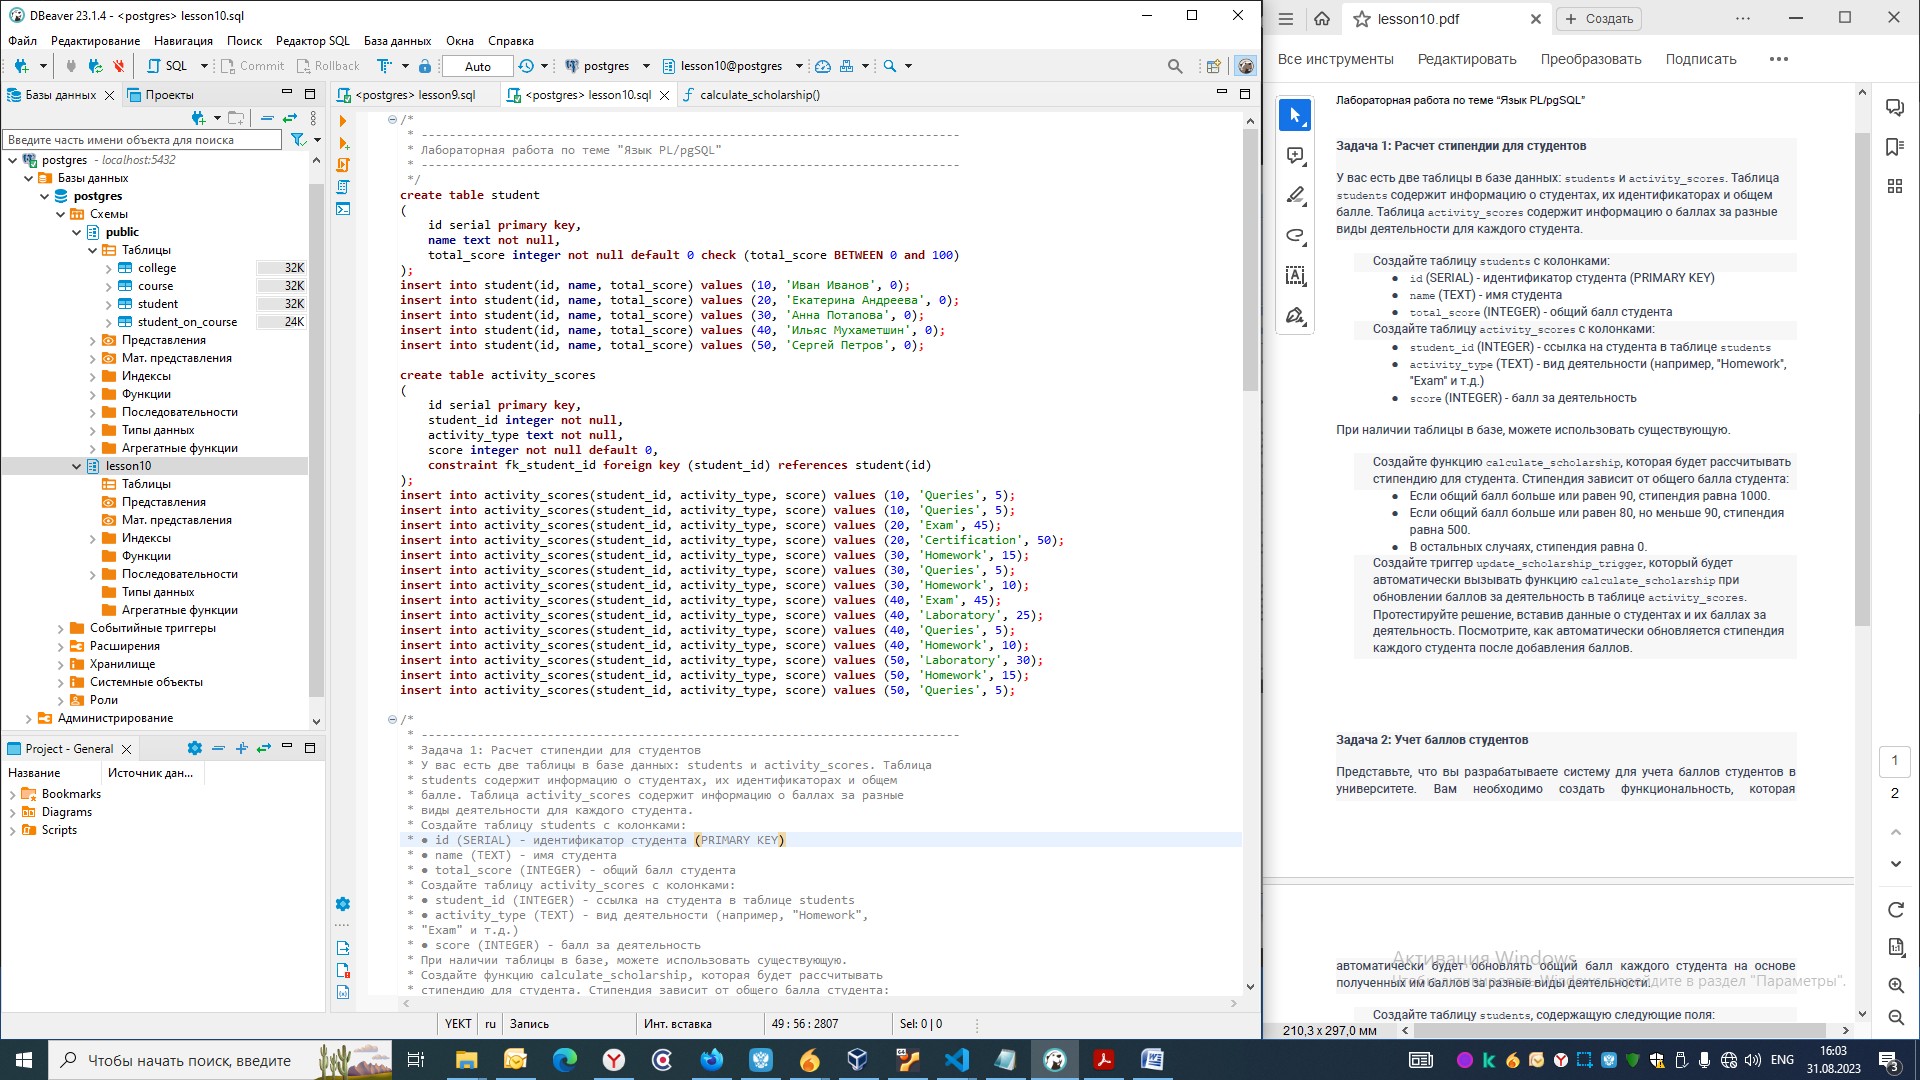 DBeaver 23.1.4 - <postgres> lesson10.sql
Файл Редактирование Навигация Поиск Редактор SQL База данных Окна Справка
SQL Commit Rollback Auto postgres lesson10@postgres
Базы данных Проекты
Введите часть имени объекта для поиска
postgres - localhost:5432
Базы данных
postgres
Схемы
public
Таблицы
college 32K
course 32K
student 32K
student_on_course 24K
Представления
Мат. представления
Индексы
Функции
Последовательности
Типы данных
Агрегатные функции
lesson10
Таблицы
Представления
Мат. представления
Индексы
Функции
Последовательности
Типы данных
Агрегатные функции
Событийные триггеры
Расширения
Хранилище
Системные объекты
Роли
Администрирование
Project - General
Название Источник дан...
Bookmarks
Diagrams
Scripts
<postgres> lesson9.sql <postgres> lesson10.sql calculate_scholarship()
/*
* -----------------------------------------------------------------------------
* Лабораторная работа по теме "Язык PL/pgSQL"
* -----------------------------------------------------------------------------
*/
create table student
(
id serial primary key,
name text not null,
total_score integer not null default 0 check (total_score BETWEEN 0 and 100)
);
insert into student(id, name, total_score) values (10, 'Иван Иванов', 0);
insert into student(id, name, total_score) values (20, 'Екатерина Андреева', 0);
insert into student(id, name, total_score) values (30, 'Анна Потапова', 0);
insert into student(id, name, total_score) values (40, 'Ильяс Мухаметшин', 0);
insert into student(id, name, total_score) values (50, 'Сергей Петров', 0);
create table activity_scores
(
id serial primary key,
student_id integer not null,
activity_type text not null,
score integer not null default 0,
constraint fk_student_id foreign key (student_id) references student(id)
);
insert into activity_scores(student_id, activity_type, score) values (10, 'Queries', 5);
insert into activity_scores(student_id, activity_type, score) values (10, 'Queries', 5);
insert into activity_scores(student_id, activity_type, score) values (20, 'Exam', 45);
insert into activity_scores(student_id, activity_type, score) values (20, 'Certification', 50);
insert into activity_scores(student_id, activity_type, score) values (30, 'Homework', 15);
insert into activity_scores(student_id, activity_type, score) values (30, 'Queries', 5);
insert into activity_scores(student_id, activity_type, score) values (30, 'Homework', 10);
insert into activity_scores(student_id, activity_type, score) values (40, 'Exam', 45);
insert into activity_scores(student_id, activity_type, score) values (40, 'Laboratory', 25);
insert into activity_scores(student_id, activity_type, score) values (40, 'Queries', 5);
insert into activity_scores(student_id, activity_type, score) values (40, 'Homework', 10);
insert into activity_scores(student_id, activity_type, score) values (50, 'Laboratory', 30);
insert into activity_scores(student_id, activity_type, score) values (50, 'Homework', 15);
insert into activity_scores(student_id, activity_type, score) values (50, 'Queries', 5);
/*
* -----------------------------------------------------------------------------
* Задача 1: Расчет стипендии для студентов
* У вас есть две таблицы в базе данных: students и activity_scores. Таблица
* students содержит информацию о студентах, их идентификаторах и общем
* балле. Таблица activity_scores содержит информацию о баллах за разные
* виды деятельности для каждого студента.
* Создайте таблицу students с колонками:
* ● id (SERIAL) - идентификатор студента (PRIMARY KEY)
* ● name (TEXT) - имя студента
* ● total_score (INTEGER) - общий балл студента
* Создайте таблицу activity_scores с колонками:
* ● student_id (INTEGER) - ссылка на студента в таблице students
* ● activity_type (TEXT) - вид деятельности (например, "Homework",
* "Exam" и т.д.)
* ● score (INTEGER) - балл за деятельность
* При наличии таблицы в базе, можете использовать существующую.
* Создайте функцию calculate_scholarship, которая будет рассчитывать
* стипендию для студента. Стипендия зависит от общего балла студента:
YEKT ru Запись Инт. вставка 49 : 56 : 2807 Sel: 0 | 0
lesson10.pdf Создать
Все инструменты Редактировать Преобразовать Подписать
Лабораторная работа по теме “Язык PL/pgSQL”
Задача 1: Расчет стипендии для студентов
У вас есть две таблицы в базе данных: students и activity_scores. Таблица
students содержит информацию о студентах, их идентификаторах и общем
балле. Таблица activity_scores содержит информацию о баллах за разные
виды деятельности для каждого студента.
Создайте таблицу students с колонками:
● id (SERIAL) - идентификатор студента (PRIMARY KEY)
● name (TEXT) - имя студента
● total_score (INTEGER) - общий балл студента
Создайте таблицу activity_scores с колонками:
● student_id (INTEGER) - ссылка на студента в таблице students
● activity_type (TEXT) - вид деятельности (например, "Homework",
"Exam" и т.д.)
● score (INTEGER) - балл за деятельность
При наличии таблицы в базе, можете использовать существующую.
Создайте функцию calculate_scholarship, которая будет рассчитывать
стипендию для студента. Стипендия зависит от общего балла студента:
● Если общий балл больше или равен 90, стипендия равна 1000.
● Если общий балл больше или равен 80, но меньше 90, стипендия
равна 500.
● В остальных случаях, стипендия равна 0.
Создайте триггер update_scholarship_trigger, который будет
автоматически вызывать функцию calculate_scholarship при
обновлении баллов за деятельность в таблице activity_scores.
Протестируйте решение, вставив данные о студентах и их баллах за
деятельность. Посмотрите, как автоматически обновляется стипендия
каждого студента после добавления баллов.
Задача 2: Учет баллов студентов
Представьте, что вы разрабатываете систему для учета баллов студентов в
университете. Вам необходимо создать функциональность, которая
Активация Windows
автоматически будет обновлять общий балл каждого студента на основе
полученных им баллов за разные виды деятельности.
Чтобы активировать Windows, перейдите в раздел "Параметры".
Создайте таблицу students, содержащую следующие поля:
1
2
210,3 x 297,0 мм
Чтобы начать поиск, введите
ENG
16:03
31.08.2023
3